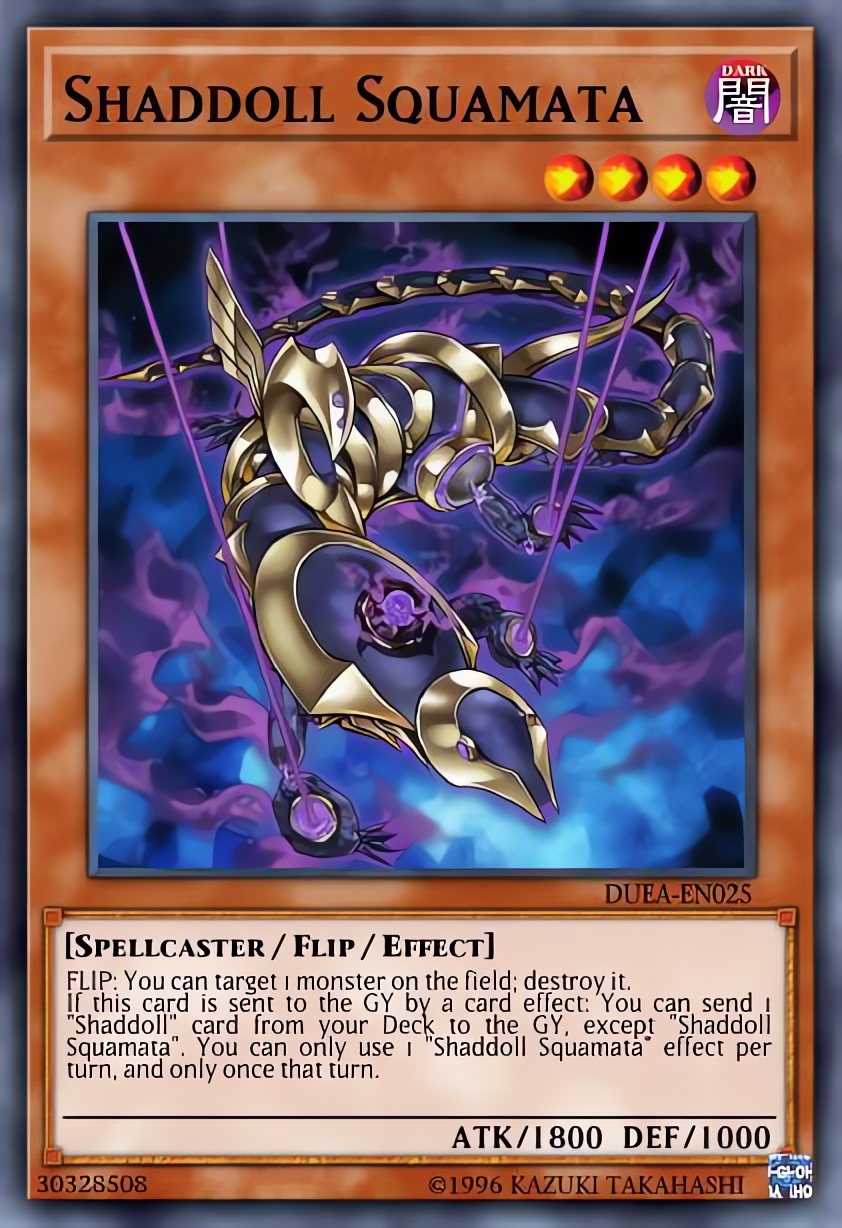 SHADDOLL SQUAMATA
DARK
闇
DUEA-EN025
[SPELLCASTER / FLIP / EFFECT]
FLIP: You can target 1 monster on the field; destroy it.
If this card is sent to the GY by a card effect: You can send 1
"Shaddoll" card from your Deck to the GY, except "Shaddoll
Squamata". You can only use 1 "Shaddoll Squamata" effect per
turn, and only once that turn.
ATK/1800 DEF/1000
30328508
©1996 KAZUKI TAKAHASHI